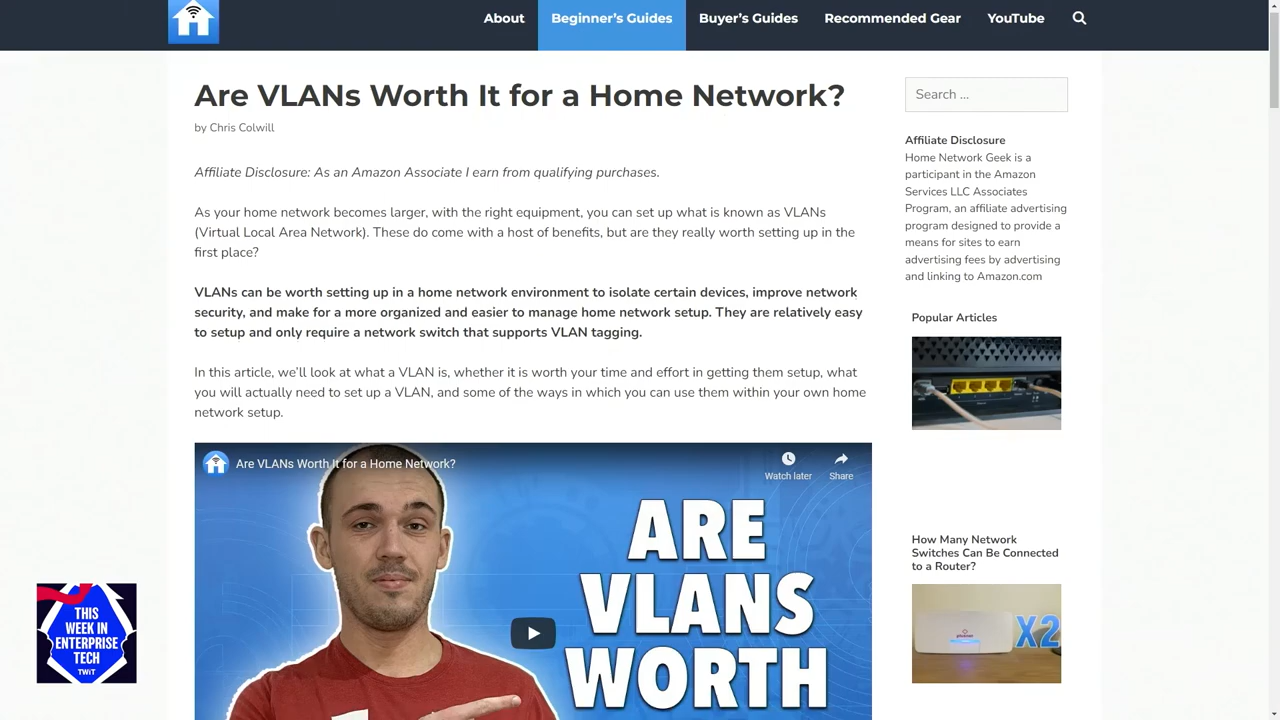 About
Beginner's Guides
Buyer's Guides
Recommended Gear
YouTube
Are VLANs Worth It for a Home Network?
by Chris Colwill
Affiliate Disclosure: As an Amazon Associate I earn from qualifying purchases.
As your home network becomes larger, with the right equipment, you can set up what is known as VLANs
(Virtual Local Area Network). These do come with a host of benefits, but are they really worth setting up in the
first place?
VLANs can be worth setting up in a home network environment to isolate certain devices, improve network
security, and make for a more organized and easier to manage home network setup. They are relatively easy
to setup and only require a network switch that supports VLAN tagging.
In this article, we'll look at what a VLAN is, whether it is worth your time and effort in getting them setup, what
you will actually need to set up a VLAN, and some of the ways in which you can use them within your own home
network setup.
Are VLANs Worth It for a Home Network?
Watch later
Share
ARE
VLANS
WORTH
Search ...
Affiliate Disclosure
Home Network Geek is a
participant in the Amazon
Services LLC Associates
Program, an affiliate advertising
program designed to provide a
means for sites to earn
advertising fees by advertising
and linking to Amazon.com
Popular Articles
How Many Network
Switches Can Be Connected
to a Router?
X2
THIS
WEEK IN
ENTERPRISE
TECH
TWiT